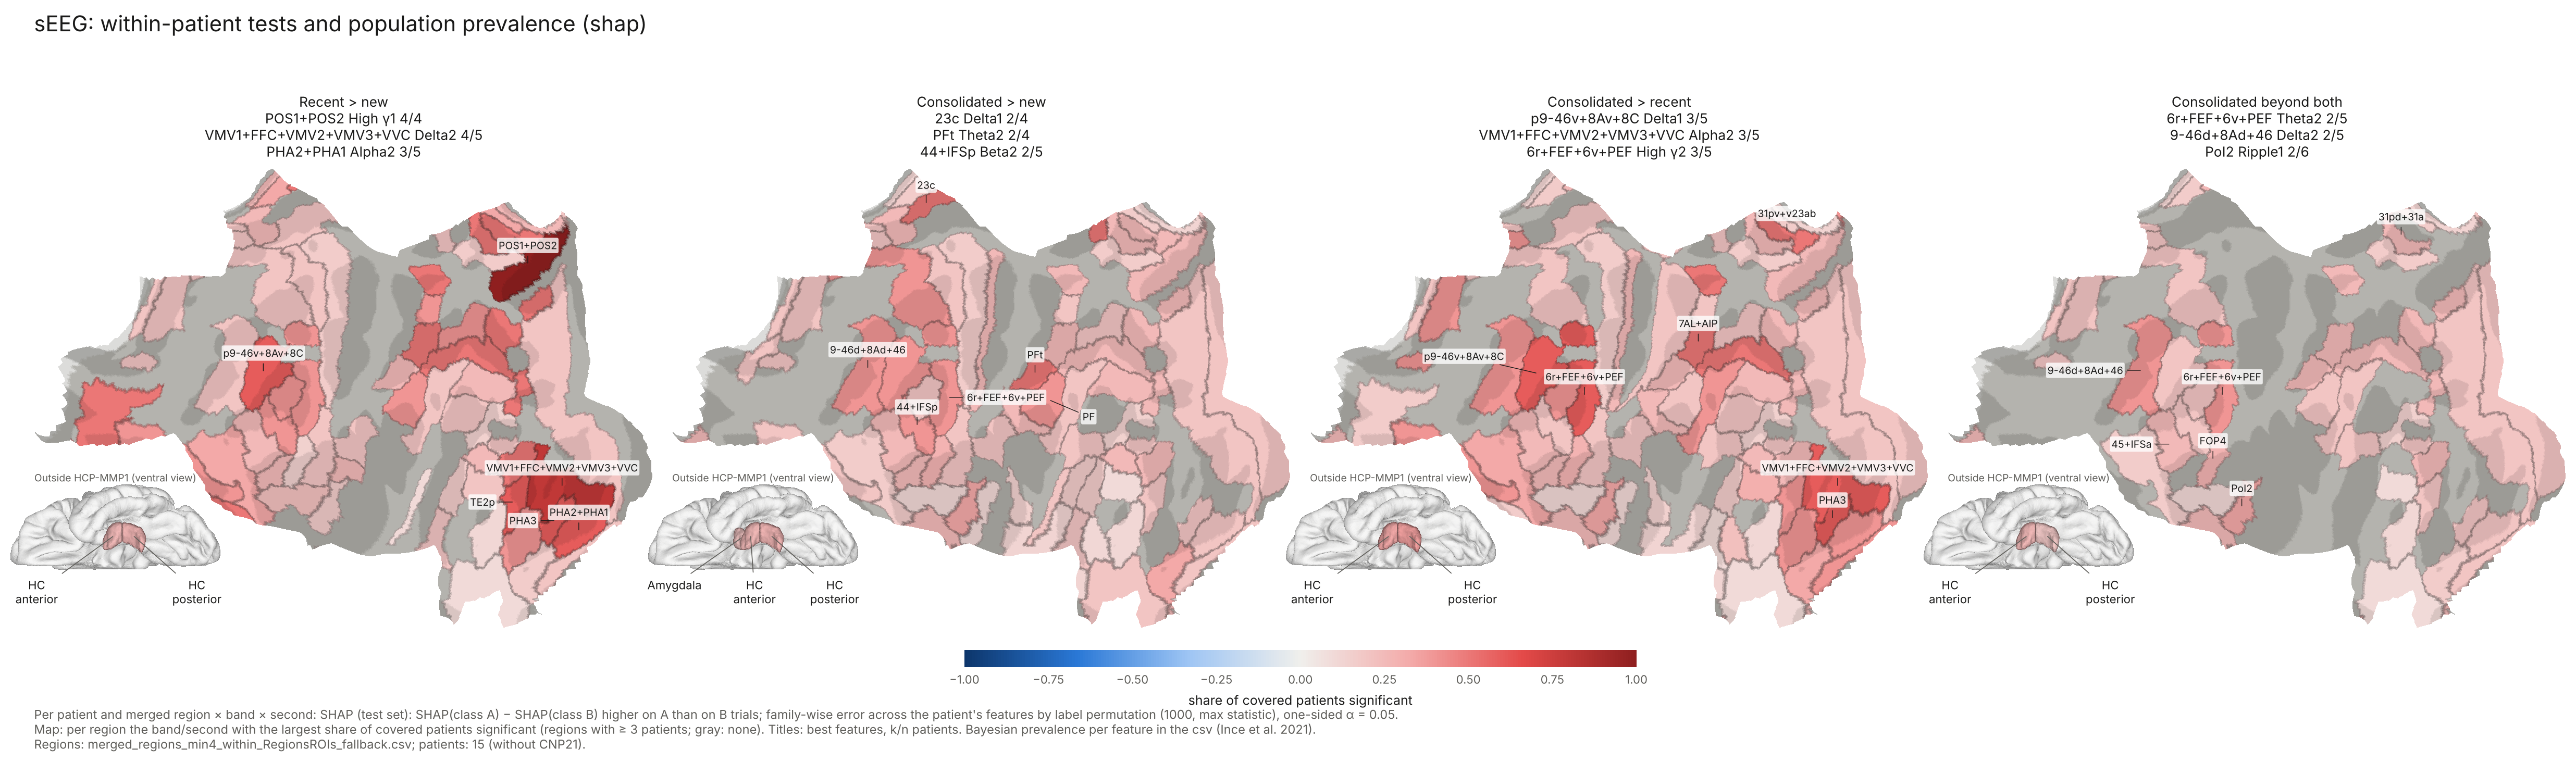 sEEG: within-patient tests and population prevalence (shap)
Recent > new
POS1+POS2 High γ1 4/4
VMV1+FFC+VMV2+VMV3+VVC Delta2 4/5
PHA2+PHA1 Alpha2 3/5
POS1+POS2
p9-46v+8Av+8C
VMV1+FFC+VMV2+VMV3+VVC
TE2p
PHA2+PHA1
PHA3
Outside HCP-MMP1 (ventral view)
HC
anterior
HC
posterior
Consolidated > new
23c Delta1 2/4
PFt Theta2 2/4
44+IFSp Beta2 2/5
23c
9-46d+8Ad+46
PFt
6r+FEF+6v+PEF
44+IFSp
PF
Outside HCP-MMP1 (ventral view)
Amygdala
HC
anterior
HC
posterior
Consolidated > recent
p9-46v+8Av+8C Delta1 3/5
VMV1+FFC+VMV2+VMV3+VVC Alpha2 3/5
6r+FEF+6v+PEF High γ2 3/5
31pv+v23ab
7AL+AIP
p9-46v+8Av+8C
6r+FEF+6v+PEF
VMV1+FFC+VMV2+VMV3+VVC
PHA3
Outside HCP-MMP1 (ventral view)
HC
anterior
HC
posterior
Consolidated beyond both
6r+FEF+6v+PEF Theta2 2/5
9-46d+8Ad+46 Delta2 2/5
PoI2 Ripple1 2/6
31pd+31a
9-46d+8Ad+46
6r+FEF+6v+PEF
45+IFSa
FOP4
PoI2
Outside HCP-MMP1 (ventral view)
HC
anterior
HC
posterior
−1.00 −0.75 −0.50 −0.25 0.00 0.25 0.50 0.75 1.00
share of covered patients significant
Per patient and merged region × band × second: SHAP (test set): SHAP(class A) − SHAP(class B) higher on A than on B trials; family-wise error across the patient's features by label permutation (1000, max statistic), one-sided α = 0.05.
Map: per region the band/second with the largest share of covered patients significant (regions with ≥ 3 patients; gray: none). Titles: best features, k/n patients. Bayesian prevalence per feature in the csv (Ince et al. 2021).
Regions: merged_regions_min4_within_RegionsROIs_fallback.csv; patients: 15 (without CNP21).